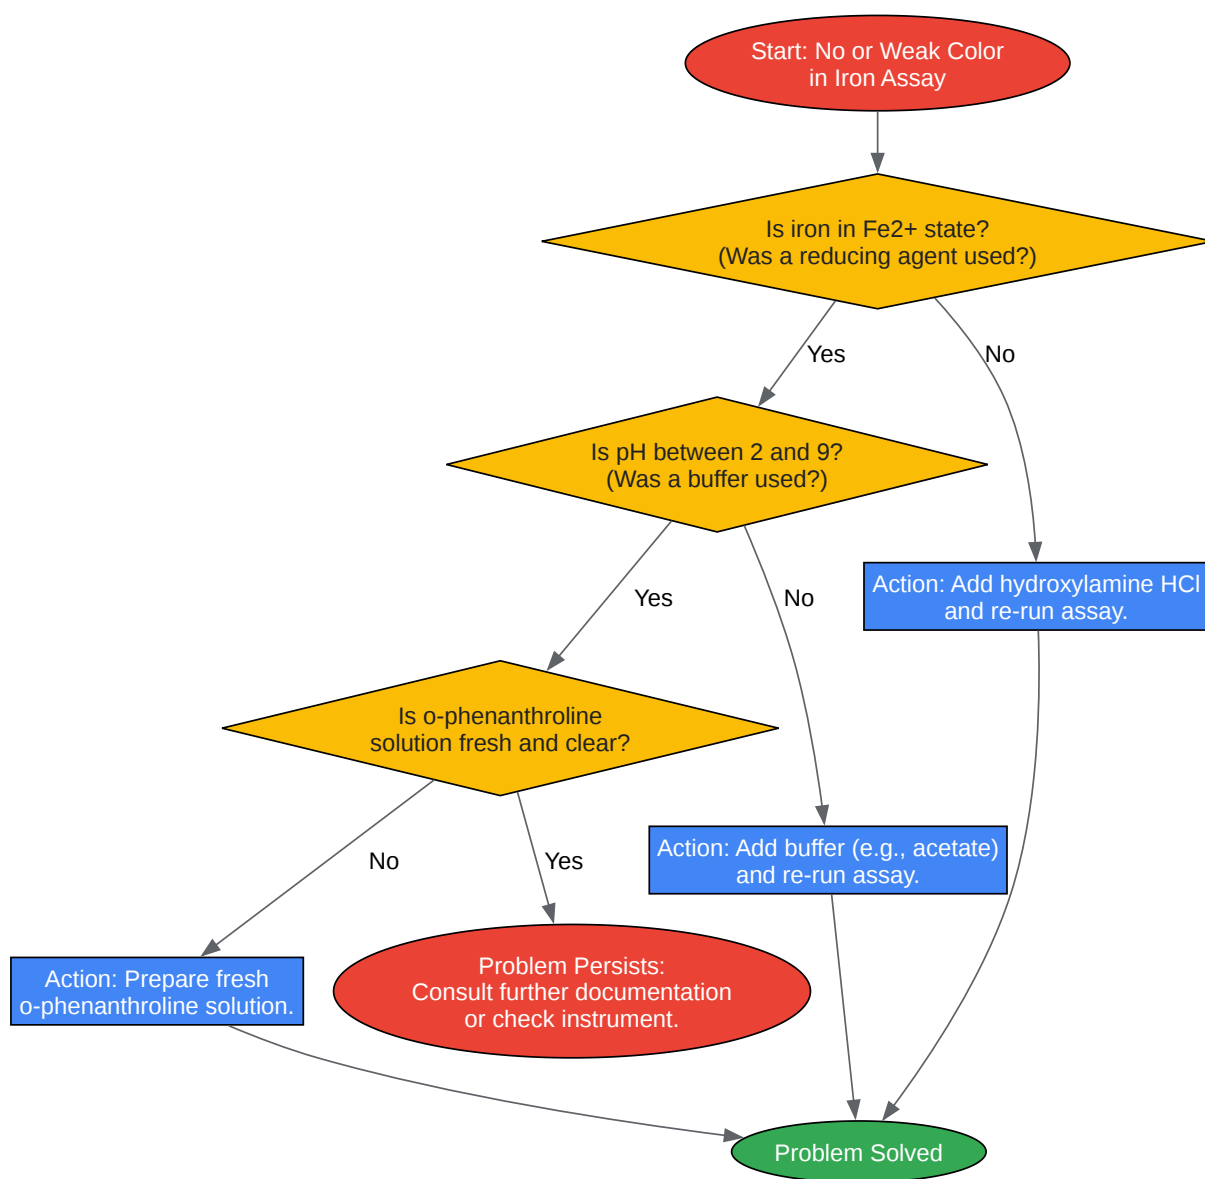 Start: No or Weak Color
in Iron Assay
Is iron in Fe2+ state?
(Was a reducing agent used?)
Yes
No
Is pH between 2 and 9?
(Was a buffer used?)
Action: Add hydroxylamine HCl
and re-run assay.
Yes
No
Is o-phenanthroline
solution fresh and clear?
Action: Add buffer (e.g., acetate)
and re-run assay.
No
Yes
Action: Prepare fresh
o-phenanthroline solution.
Problem Persists:
Consult further documentation
or check instrument.
Problem Solved